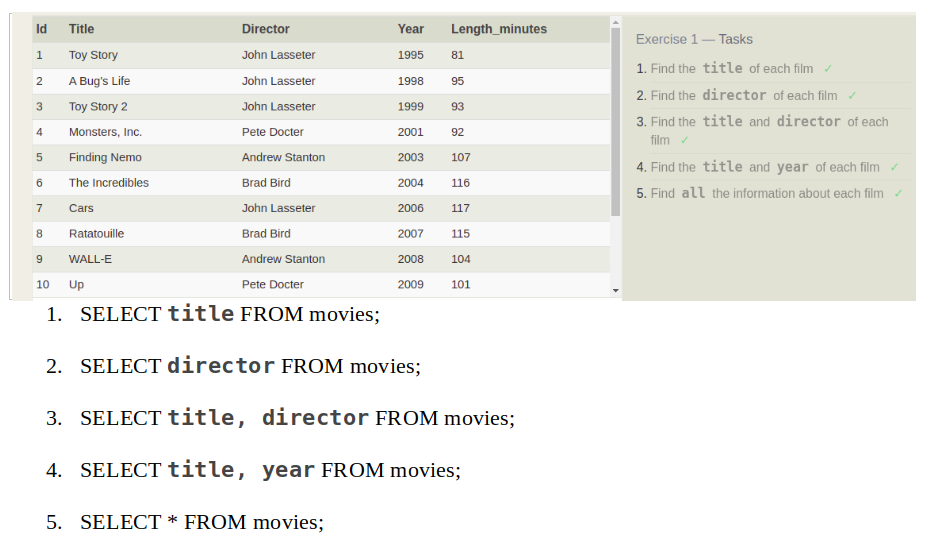 Id Title Director Year Length_minutes
1 Toy Story John Lasseter 1995 81
2 A Bug's Life John Lasseter 1998 95
3 Toy Story 2 John Lasseter 1999 93
4 Monsters, Inc. Pete Docter 2001 92
5 Finding Nemo Andrew Stanton 2003 107
6 The Incredibles Brad Bird 2004 116
7 Cars John Lasseter 2006 117
8 Ratatouille Brad Bird 2007 115
9 WALL-E Andrew Stanton 2008 104
10 Up Pete Docter 2009 101
Exercise 1 — Tasks
1. Find the title of each film ✓
2. Find the director of each film ✓
3. Find the title and director of each
film ✓
4. Find the title and year of each film ✓
5. Find all the information about each film ✓
1. SELECT title FROM movies;
2. SELECT director FROM movies;
3. SELECT title, director FROM movies;
4. SELECT title, year FROM movies;
5. SELECT * FROM movies;